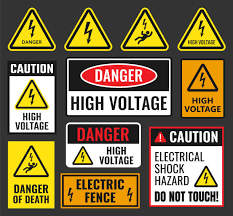 DANGER
HIGH VOLTAGE
CAUTION
HIGH
VOLTAGE
DANGER
HIGH VOLTAGE
HIGH
VOLTAGE
DANGER
OF DEATH
DANGER
HIGH
VOLTAGE
ELECTRIC
FENCE
CAUTION
ELECTRICAL
SHOCK
HAZARD
DO NOT TOUCH!